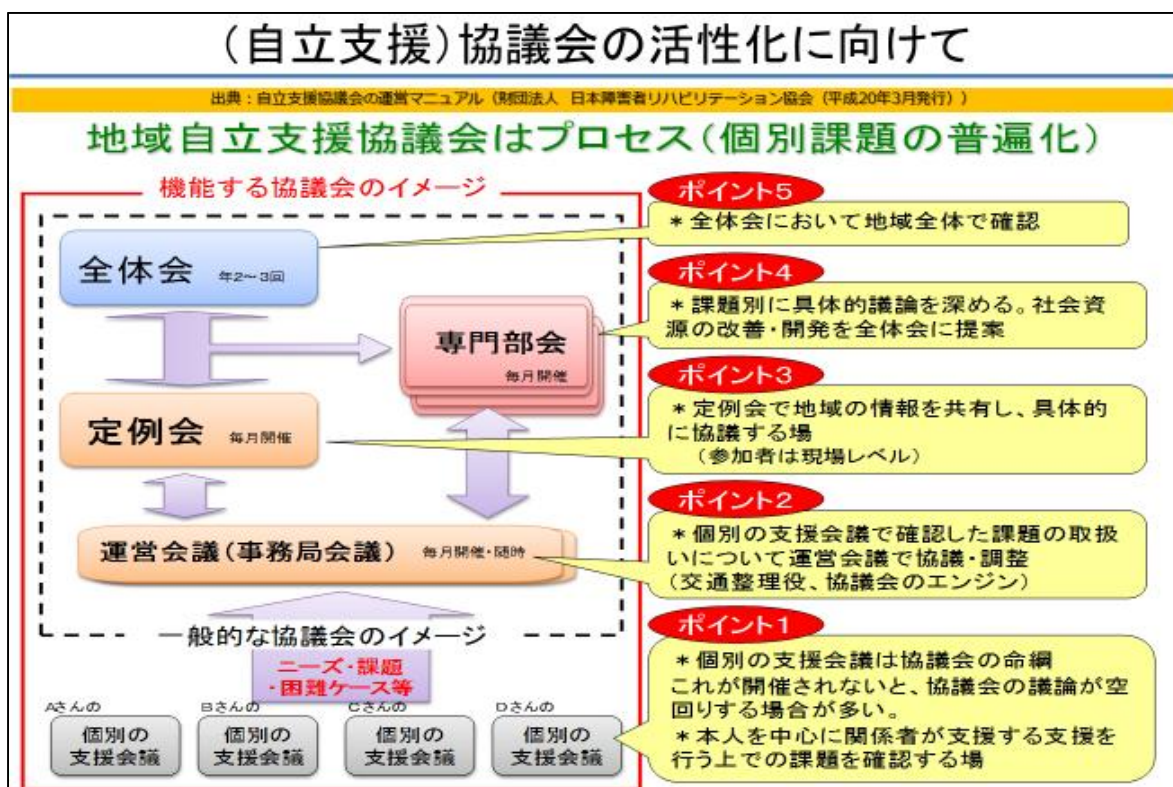 (自立支援)協議会の活性化に向けて
出典:自立支援協議会の運営マニュアル(財団法人 日本障害者リハビリテーション協会(平成20年3月発行))
地域自立支援協議会はプロセス(個別課題の普遍化)
機能する協議会のイメージ
全体会 年2~3回
専門部会
毎月開催
定例会 毎月開催
運営会議(事務局会議) 毎月開催・随時
一般的な協議会のイメージ
ニーズ・課題
・困難ケース等
Aさんの
個別の
支援会議
Bさんの
個別の
支援会議
Cさんの
個別の
支援会議
Dさんの
個別の
支援会議
ポイント5
*全体会において地域全体で確認
ポイント4
*課題別に具体的議論を深める。社会資
源の改善・開発を全体会に提案
ポイント3
*定例会で地域の情報を共有し、具体的
に協議する場
(参加者は現場レベル)
ポイント2
*個別の支援会議で確認した課題の取扱
いについて運営会議で協議・調整
(交通整理役、協議会のエンジン)
ポイント1
*個別の支援会議は協議会の命綱
これが開催されないと、協議会の議論が空
回りする場合が多い。
*本人を中心に関係者が支援する支援を
行う上での課題を確認する場